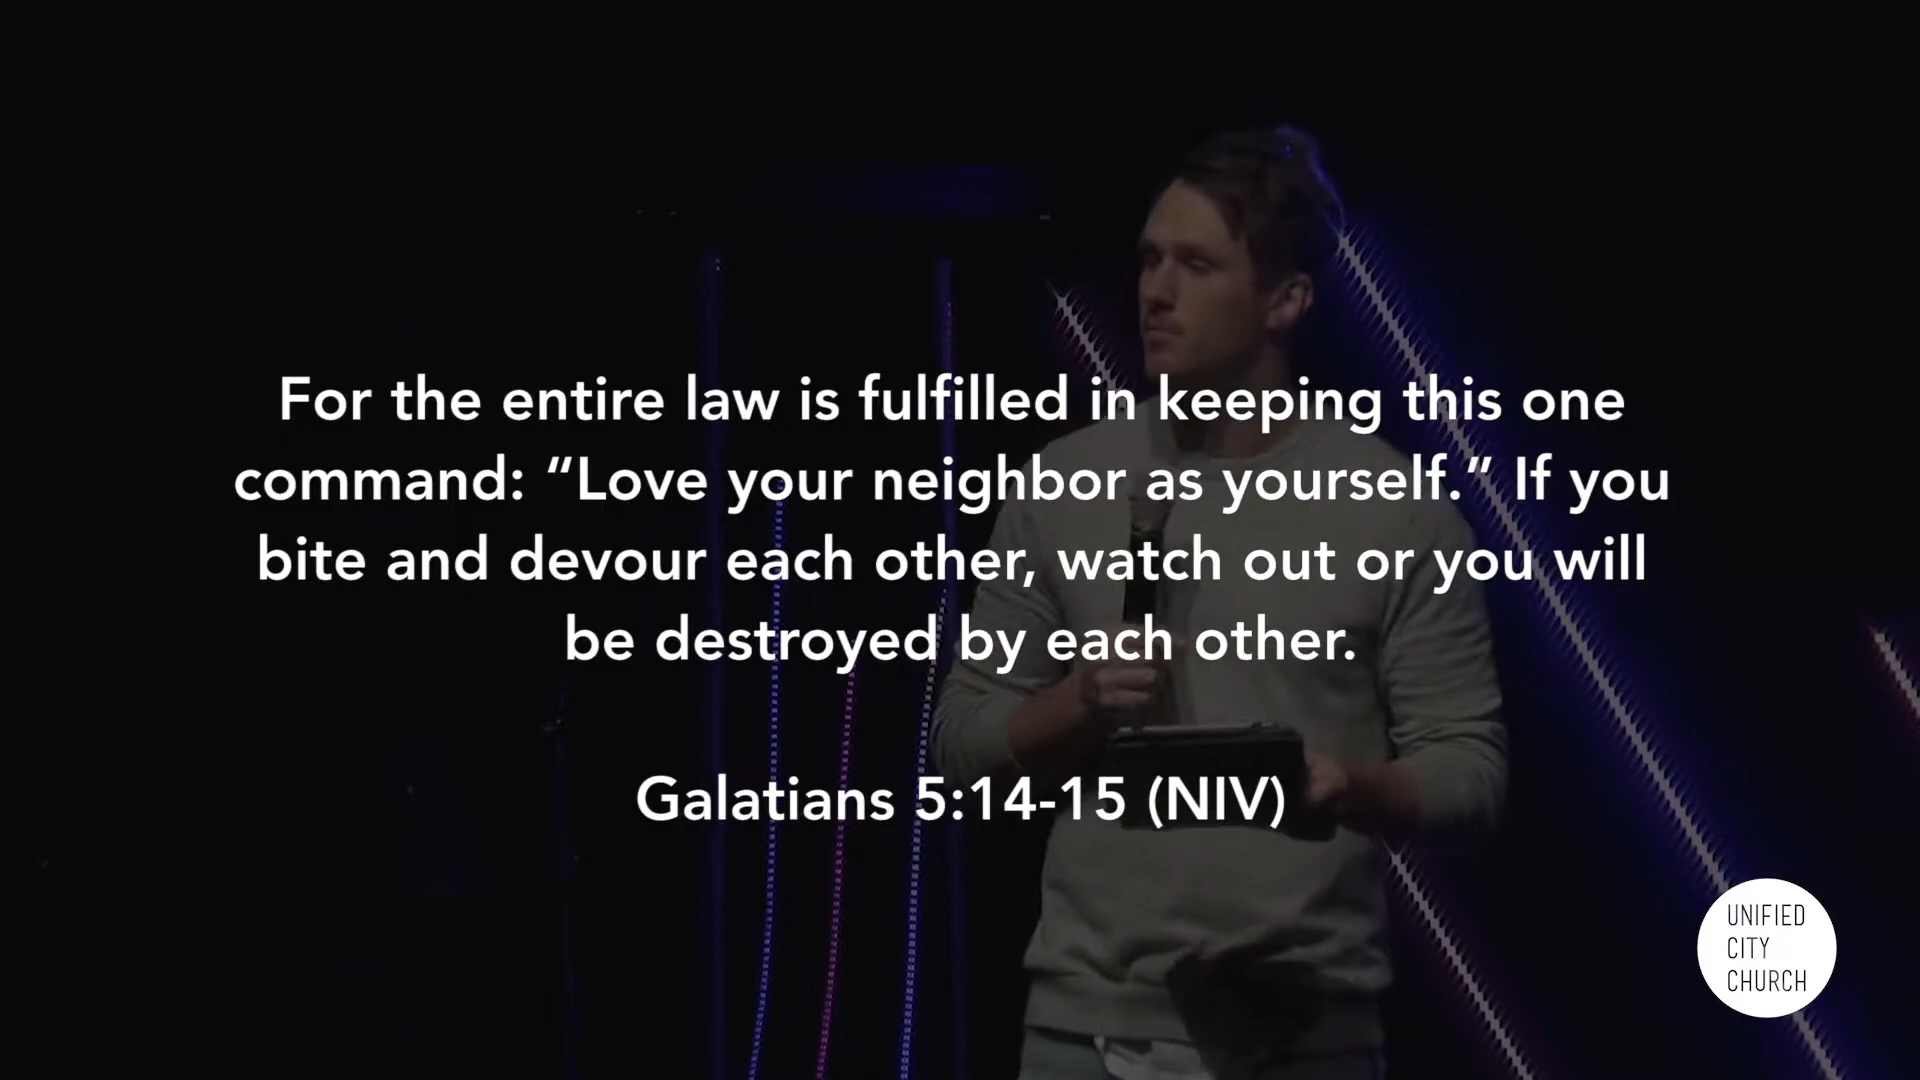 For the entire law is fulfilled in keeping this one
command: “Love your neighbor as yourself.” If you
bite and devour each other, watch out or you will
be destroyed by each other.
Galatians 5:14-15 (NIV)
UNIFIED
CITY
CHURCH